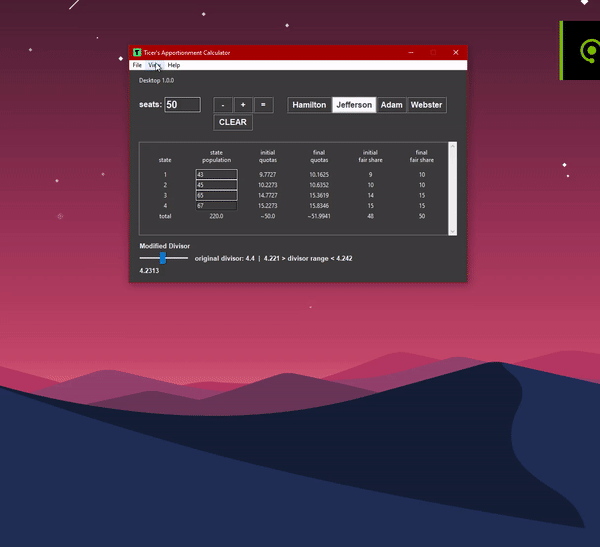 Ticer's Apportionment Calculator
File View Help
Desktop 1.0.0
seats: 50 - + = Hamilton Jefferson Adam Webster
CLEAR
state state population initial quotas final quotas initial fair share final fair share
1 43 9.7727 10.1625 9 10
2 45 10.2273 10.6352 10 10
3 65 14.7727 15.3619 14 15
4 67 15.2273 15.8346 15 15
total 220.0 ~50.0 ~51.9941 48 50
Modified Divisor
original divisor: 4.4 | 4.221 > divisor range < 4.242
4.2313